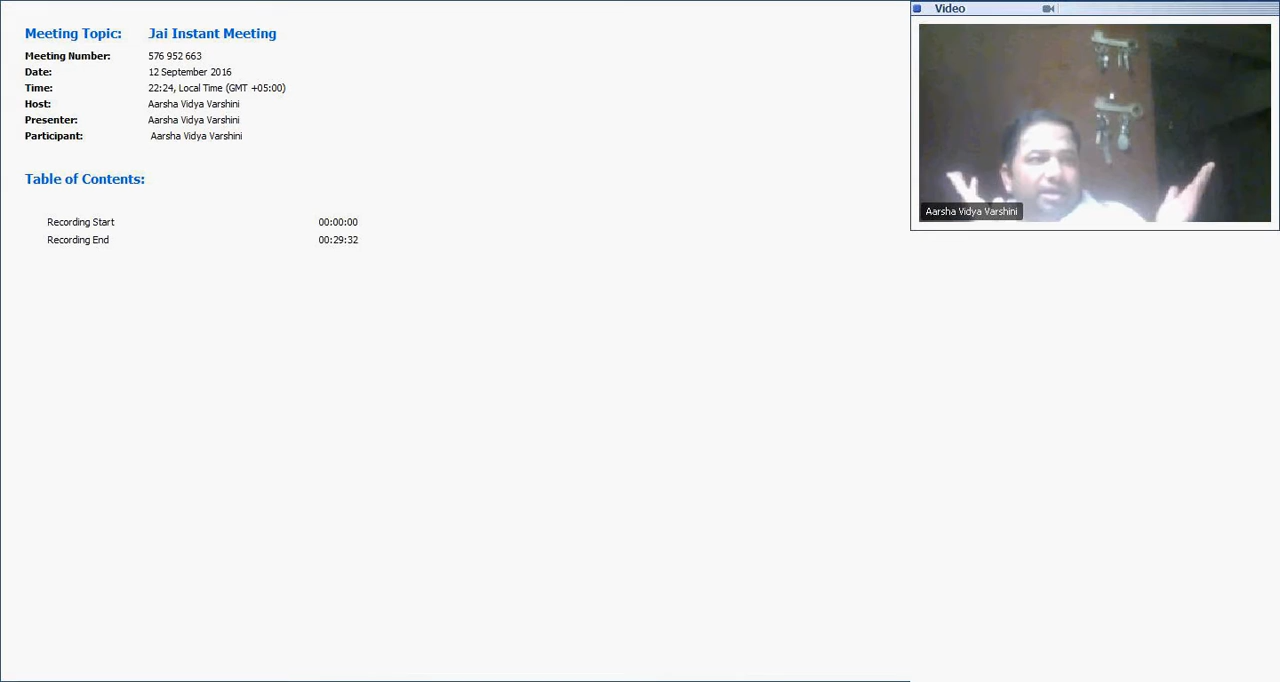 Meeting Topic: Jai Instant Meeting
Meeting Number: 576 952 663
Date: 12 September 2016
Time: 22:24, Local Time (GMT +05:00)
Host: Aarsha Vidya Varshini
Presenter: Aarsha Vidya Varshini
Participant: Aarsha Vidya Varshini
Table of Contents:
Recording Start 00:00:00
Recording End 00:29:32
Video
Aarsha Vidya Varshini